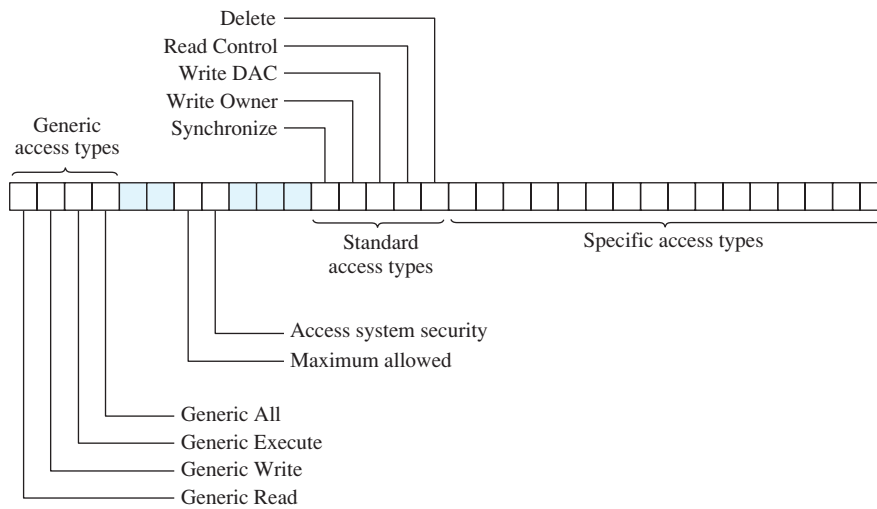 Delete
Read Control
Write DAC
Write Owner
Synchronize
Generic
access types
Standard
access types
Specific access types
Access system security
Maximum allowed
Generic All
Generic Execute
Generic Write
Generic Read